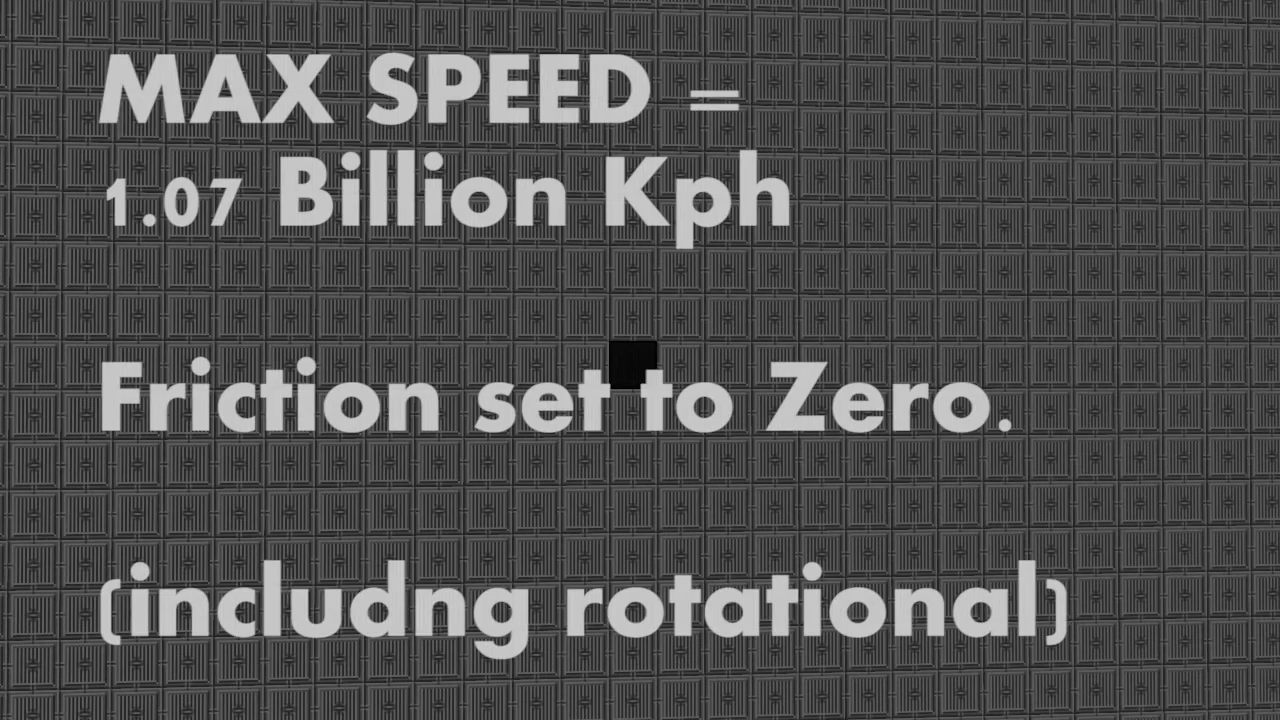 MAX SPEED =
1.07 Billion Kph
Friction set to Zero.
(includng rotational)